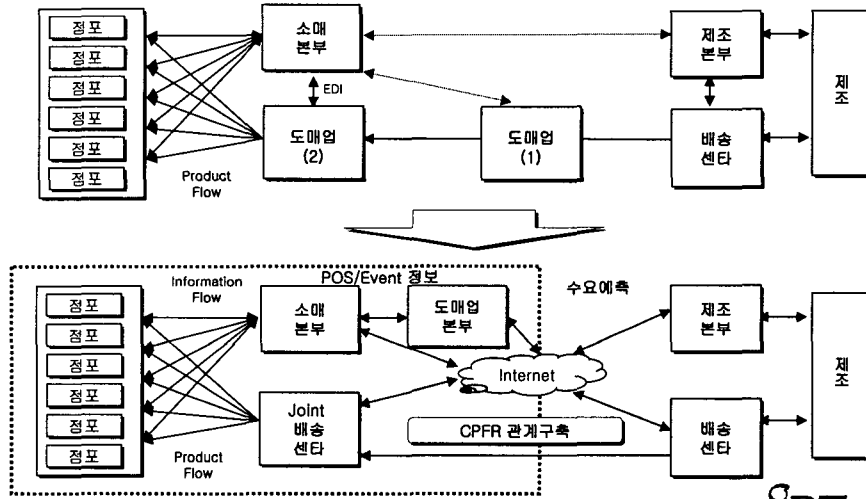 점포
점포
점포
점포
점포
점포
소매
본부
EDI
도매업
(2)
도매업
(1)
제조
본부
배송
센타
제
조
Product
Flow
POS/Event 정보
수요예측
Information
Flow
점포
점포
점포
점포
점포
점포
소매
본부
도매업
본부
Internet
제조
본부
제
조
Joint
배송
센타
CPFR 관계구축
배송
센타
Product
Flow